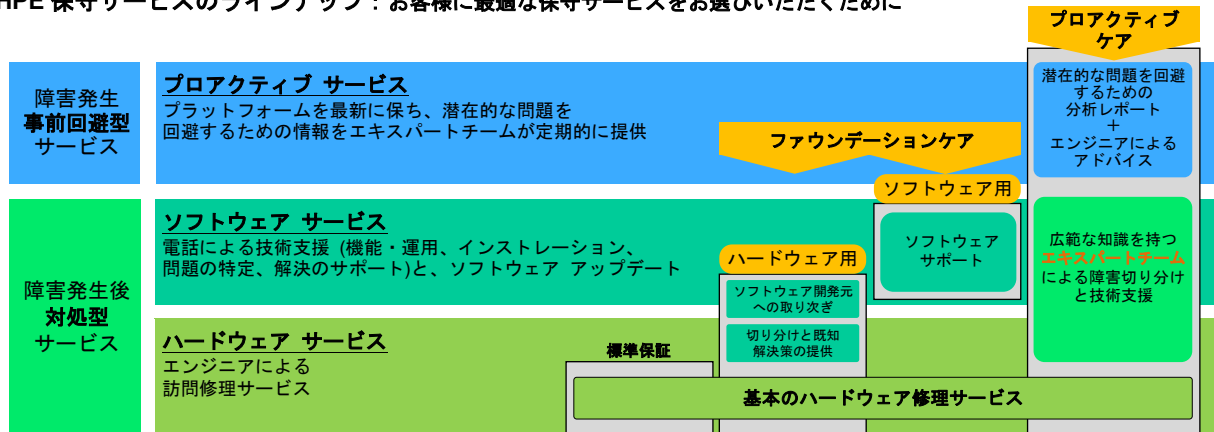 HPE 保守サービスのラインナップ：お客様に最適な保守サービスをお選びいただくために
プロアクティブ
ケア
障害発生
事前回避型
サービス
プロアクティブ サービス
プラットフォームを最新に保ち、潜在的な問題を
回避するための情報をエキスパートチームが定期的に提供
潜在的な問題を回避
するための
分析レポート
＋
エンジニアによる
アドバイス
ファウンデーションケア
ソフトウェア用
障害発生後
対処型
サービス
ソフトウェア サービス
電話による技術支援 (機能・運用、インストレーション、
問題の特定、解決のサポート)と、ソフトウェア アップデート
ソフトウェア
サポート
ハードウェア用
ソフトウェア開発元
への取り次ぎ
切り分けと既知
解決策の提供
広範な知識を持つ
エキスパートチーム
による障害切り分け
と技術支援
ハードウェア サービス
エンジニアによる
訪問修理サービス
標準保証
基本のハードウェア修理サービス